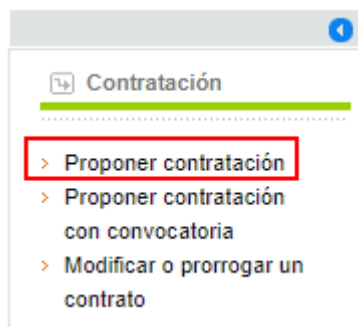 Contratación
Proponer contratación
Proponer contratación
con convocatoria
Modificar o prorrogar un
contrato